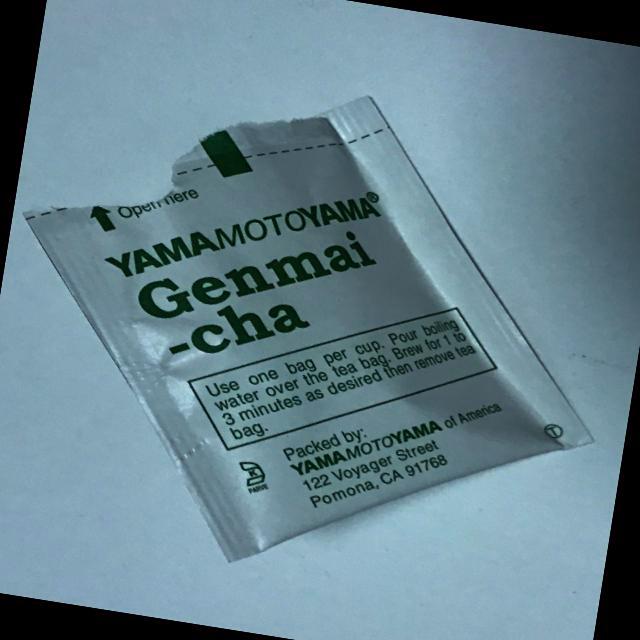 Open here
YAMAMOTOYAMA®
Genmai
-cha
Use one bag per cup. Pour boiling
water over the tea bag. Brew for 1 to
3 minutes as desired then remove tea
bag.
Packed by:
YAMAMOTOYAMA of America
122 Voyager Street
Pomona, CA 91768